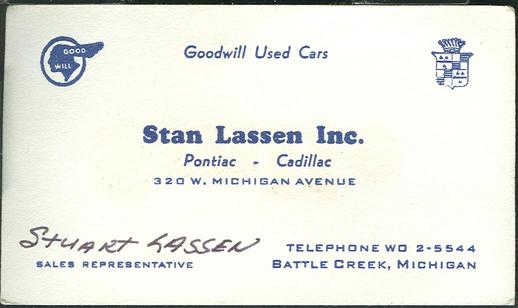 GOOD
WILL
Goodwill Used Cars
Stan Lassen Inc.
Pontiac - Cadillac
320 W. MICHIGAN AVENUE
STUART LASSEN
SALES REPRESENTATIVE
TELEPHONE WO 2-5544
BATTLE CREEK, MICHIGAN